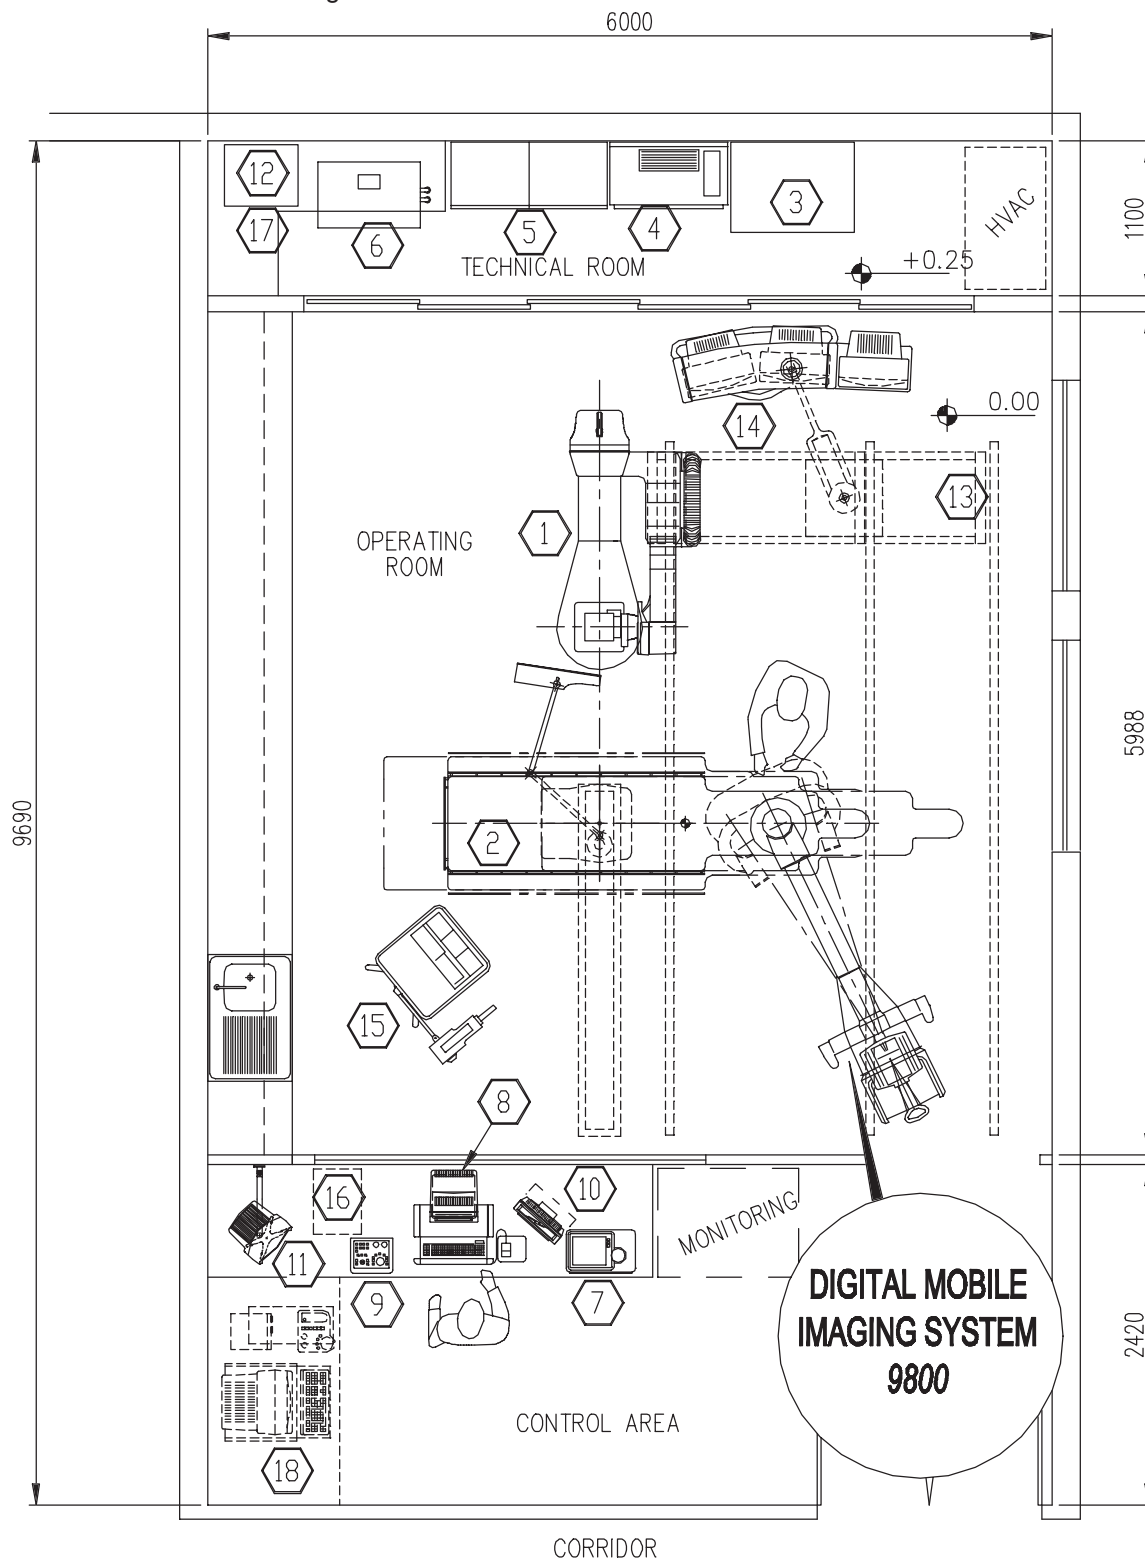 6000
12
17
6
5
4
3
HVAC
1100
TECHNICAL ROOM
+0.25
14
0.00
13
1
OPERATING
ROOM
5988
9690
2
15
8
16
10
MONITORING
11
9
7
DIGITAL MOBILE
IMAGING SYSTEM
9800
2420
CONTROL AREA
18
CORRIDOR